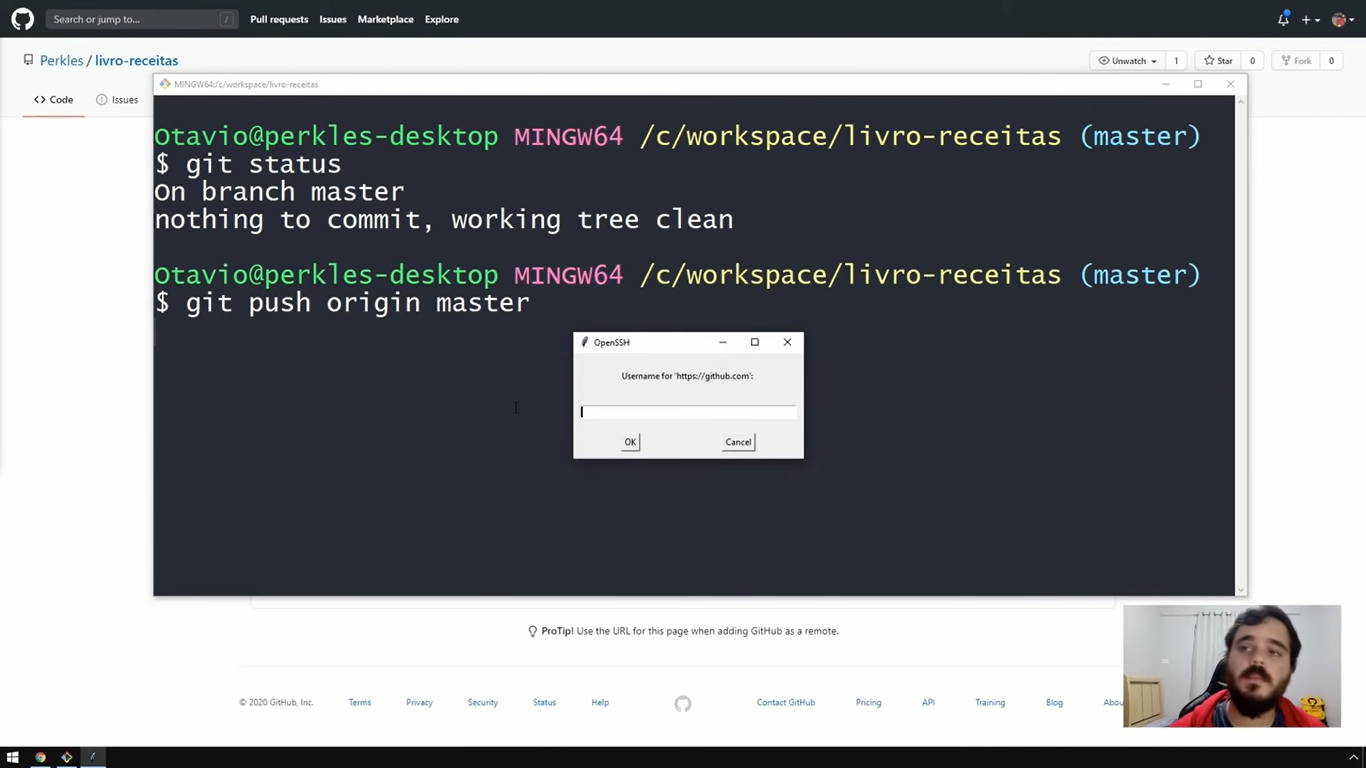 Search or jump to... /
Pull requests Issues Marketplace Explore
Perkles / livro-receitas
Unwatch 1 Star 0 Fork 0
MINGW64:/c/workspace/livro-receitas
Code Issues
Otavio@perkles-desktop MINGW64 /c/workspace/livro-receitas (master)
$ git status
On branch master
nothing to commit, working tree clean
Otavio@perkles-desktop MINGW64 /c/workspace/livro-receitas (master)
$ git push origin master
OpenSSH
Username for 'https://github.com':
OK Cancel
ProTip! Use the URL for this page when adding GitHub as a remote.
© 2020 GitHub, Inc. Terms Privacy Security Status Help Contact GitHub Pricing API Training Blog Abou